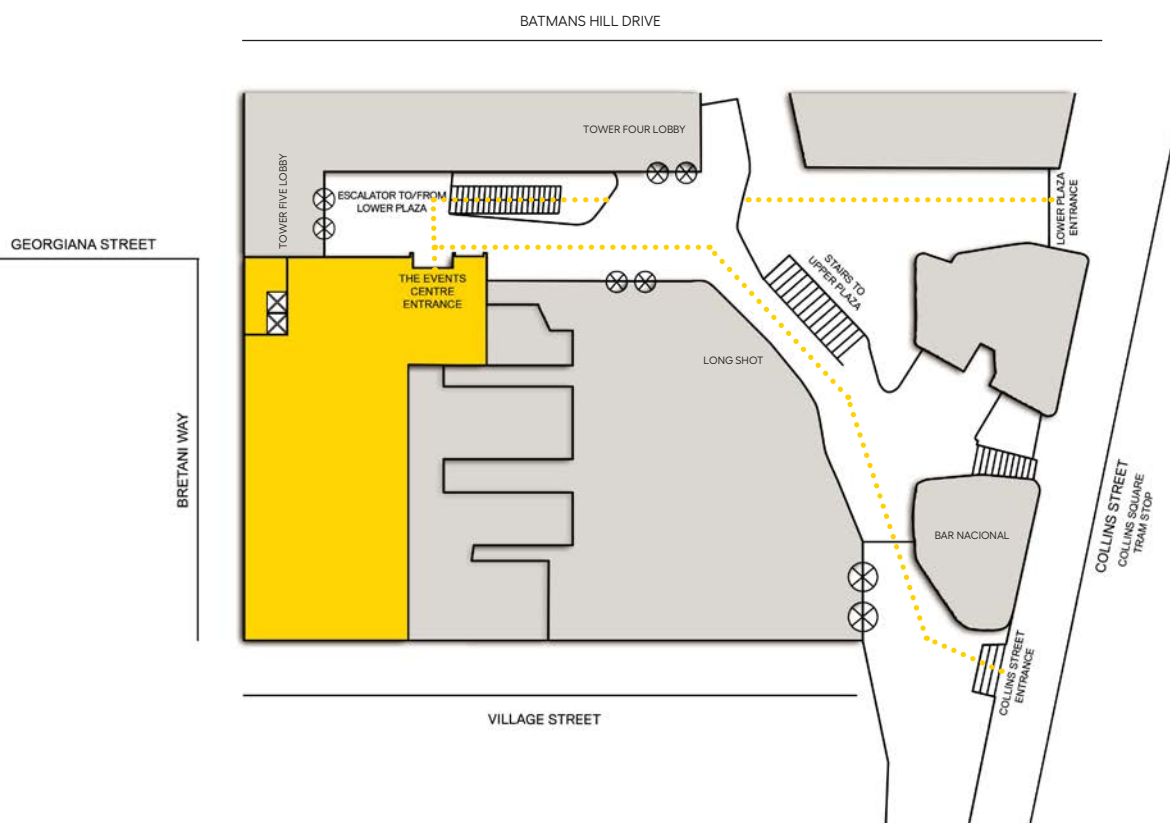 BATMANS HILL DRIVE
TOWER FOUR LOBBY
TOWER FIVE LOBBY
ESCALATOR TO/FROM
LOWER PLAZA
LOWER PLAZA
ENTRANCE
GEORGIANA STREET
THE EVENTS
CENTRE
ENTRANCE
STAIRS TO
UPPER PLAZA
LONG SHOT
BRETANI WAY
COLLINS STREET
COLLINS SQUARE
TRAM STOP
BAR NACIONAL
COLLINS STREET
ENTRANCE
VILLAGE STREET